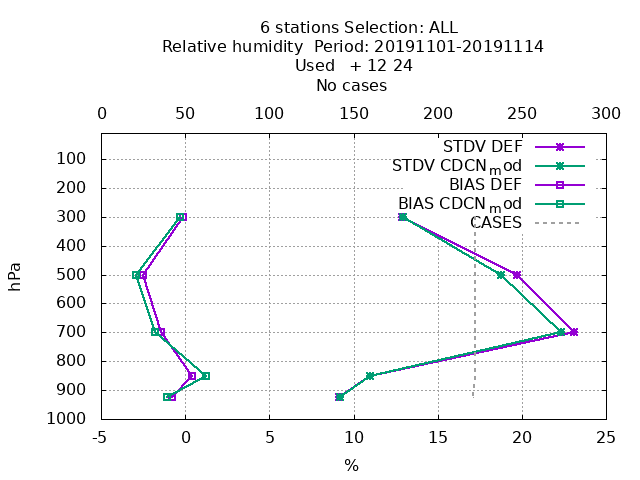 6 stations Selection: ALL
Relative humidity  Period: 20191101-20191114
Used   + 12 24
No cases
0 50 100 150 200 250 300
STDV DEF
STDV CDCNmod
BIAS DEF
BIAS CDCNmod
CASES
hPa
100
200
300
400
500
600
700
800
900
1000
-5 0 5 10 15 20 25
%